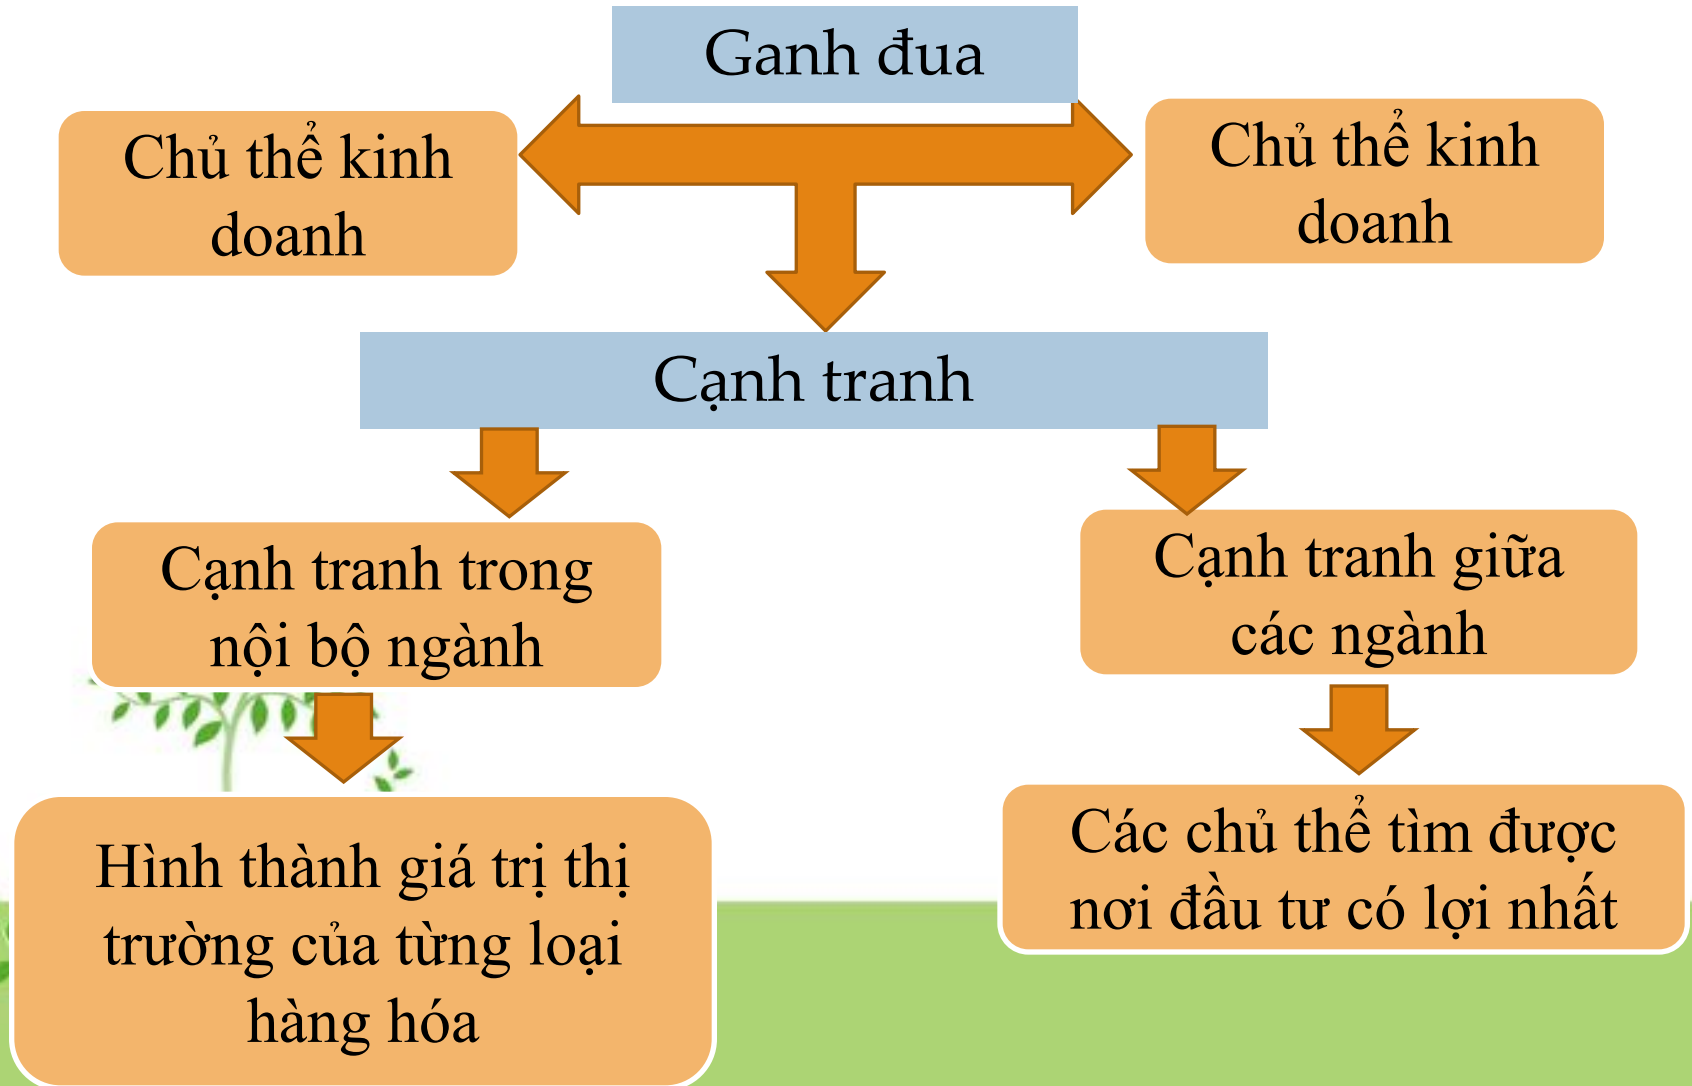 Ganh đua
Chủ thể kinh
doanh
Chủ thể kinh
doanh
Cạnh tranh
Cạnh tranh trong
nội bộ ngành
Cạnh tranh giữa
các ngành
Hình thành giá trị thị
trường của từng loại
hàng hóa
Các chủ thể tìm được
nơi đầu tư có lợi nhất